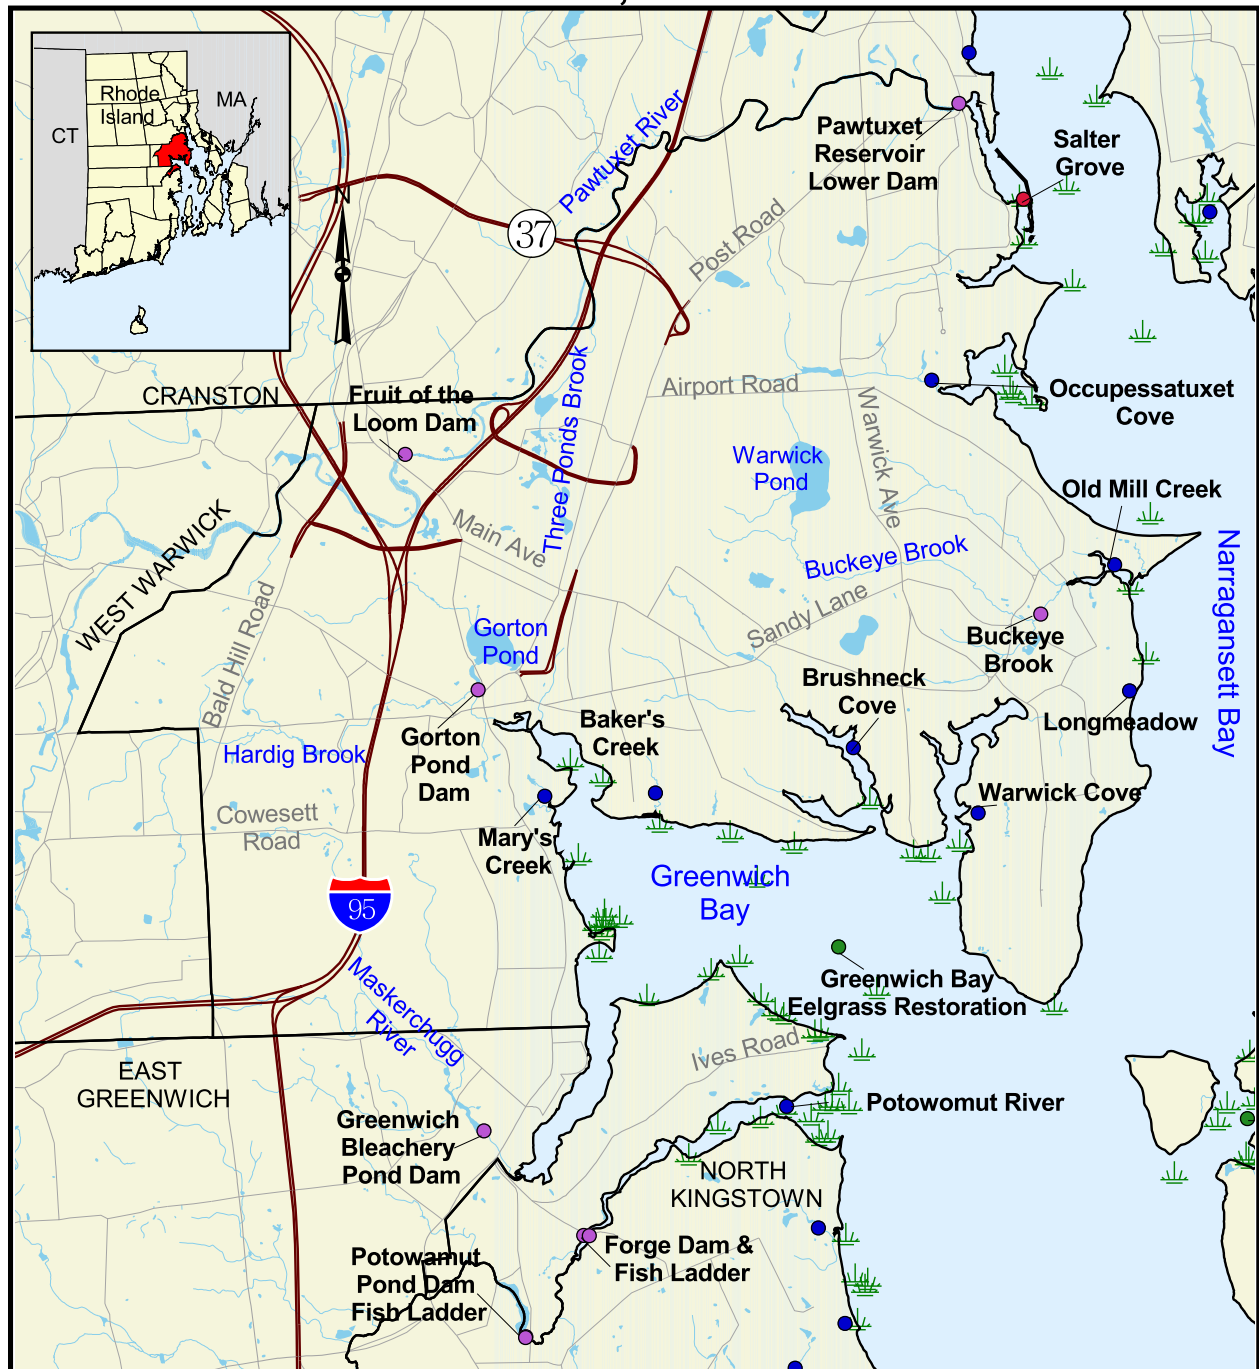 Rhode
Island
MA
CT
N
37
Pawtuxet River
Post Road
Pawtuxet
Reservoir
Lower Dam
Salter
Grove
CRANSTON
Fruit of the
Loom Dam
Three Ponds Brook
Airport Road
Warwick Ave
Occupessatuxet
Cove
Warwick
Pond
Old Mill Creek
Main Ave
WEST WARWICK
Buckeye Brook
Narragansett Bay
Bald Hill Road
Sandy Lane
Gorton
Pond
Buckeye
Brook
Brushneck
Cove
Longmeadow
Baker's
Creek
Hardig Brook
Gorton
Pond
Dam
Warwick Cove
Cowesett
Road
Mary's
Creek
95
Greenwich
Bay
Greenwich Bay
Eelgrass Restoration
Maskerchugg
River
Ives Road
EAST
GREENWICH
Potowomut River
Greenwich
Bleachery
Pond Dam
NORTH
KINGSTOWN
Forge Dam &
Fish Ladder
Potowamut
Pond Dam
Fish Ladder